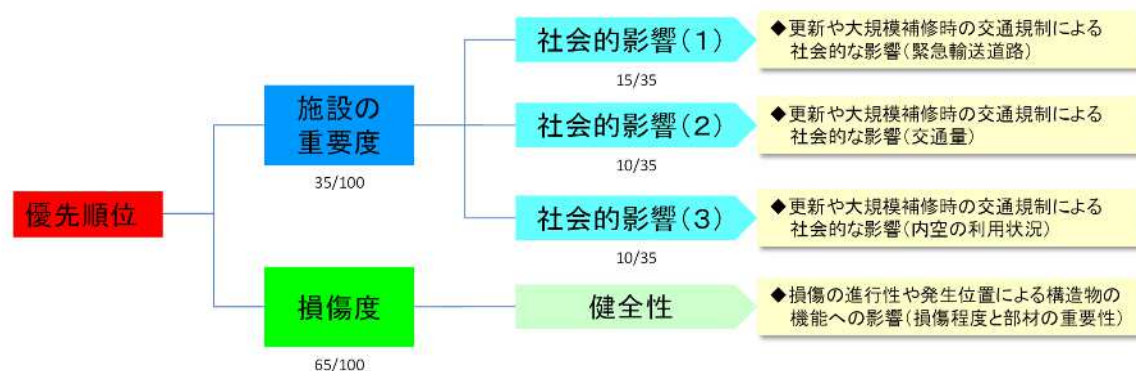 優先順位
施設の
重要度
35/100
損傷度
65/100
社会的影響(１)
15/35
社会的影響(２)
10/35
社会的影響(３)
10/35
健全性
◆更新や大規模補修時の交通規制による
社会的な影響(緊急輸送道路)
◆更新や大規模補修時の交通規制による
社会的な影響(交通量)
◆更新や大規模補修時の交通規制による
社会的な影響(内空の利用状況)
◆損傷の進行性や発生位置による構造物の
機能への影響(損傷程度と部材の重要性)